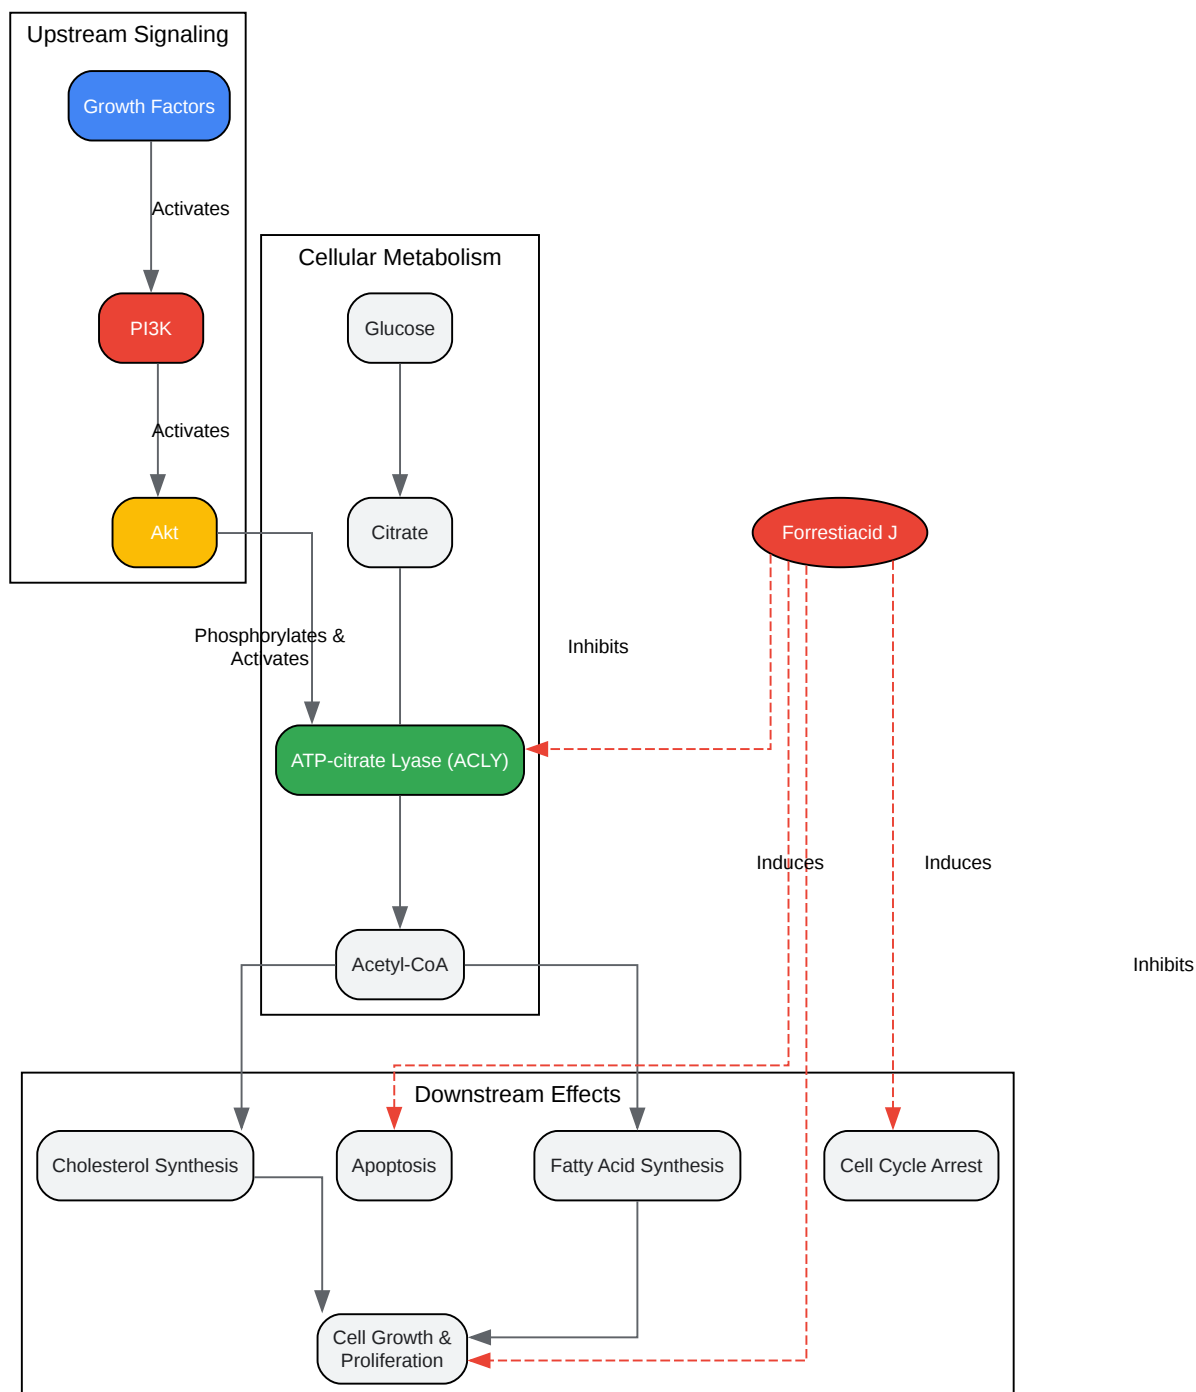 Upstream Signaling
Growth Factors
Activates
PI3K
Activates
Akt
Cellular Metabolism
Glucose
Citrate
Forrestiacid J
Phosphorylates &
Activates
Inhibits
ATP-citrate Lyase (ACLY)
Induces
Induces
Acetyl-CoA
Inhibits
Downstream Effects
Cholesterol Synthesis
Apoptosis
Fatty Acid Synthesis
Cell Cycle Arrest
Cell Growth &
Proliferation